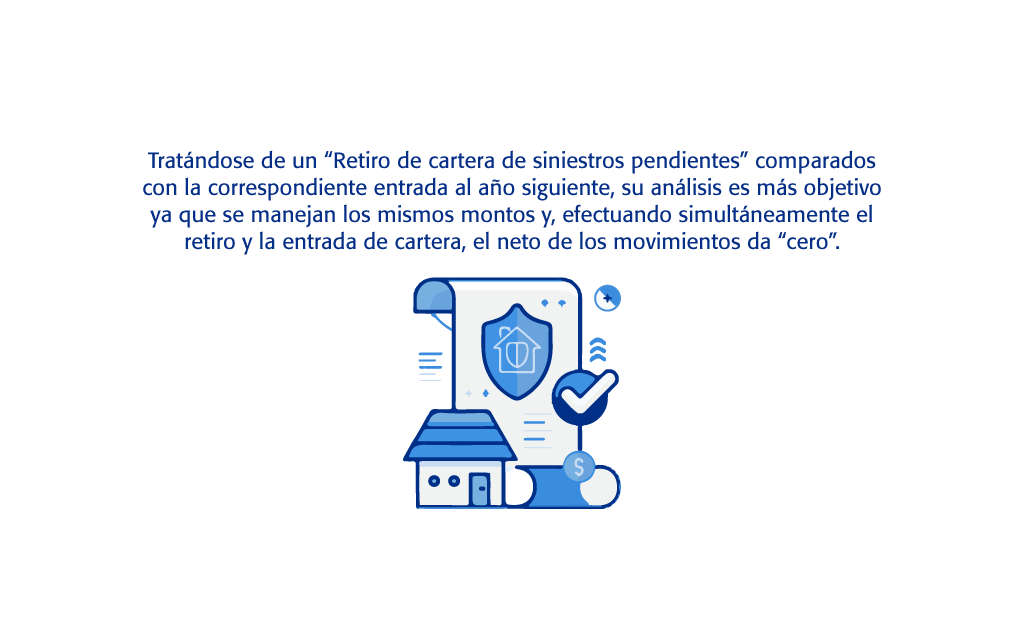 Tratándose de un “Retiro de cartera de siniestros pendientes” comparados
con la correspondiente entrada al año siguiente, su análisis es más objetivo
ya que se manejan los mismos montos y, efectuando simultáneamente el
retiro y la entrada de cartera, el neto de los movimientos da “cero”.
$